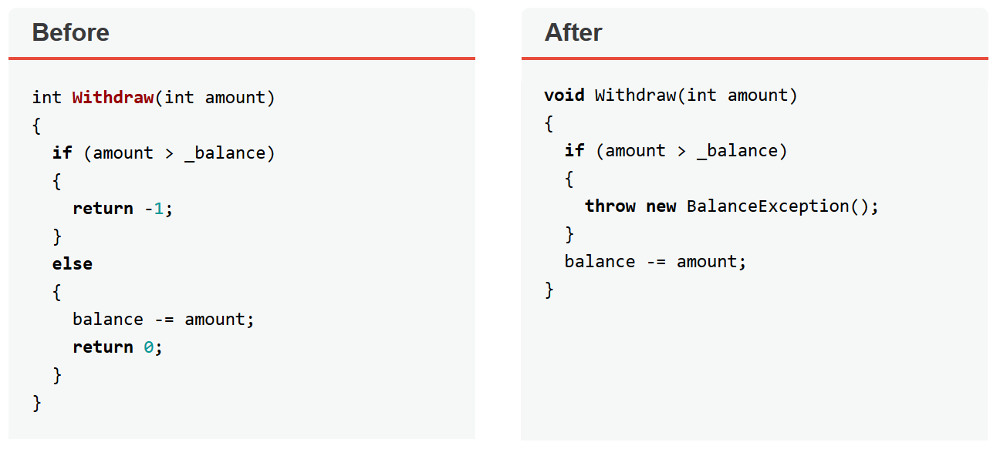 Before
int Withdraw(int amount)
{
  if (amount > _balance)
  {
    return -1;
  }
  else
  {
    balance -= amount;
    return 0;
  }
}
After
void Withdraw(int amount)
{
  if (amount > _balance)
  {
    throw new BalanceException();
  }
  balance -= amount;
}